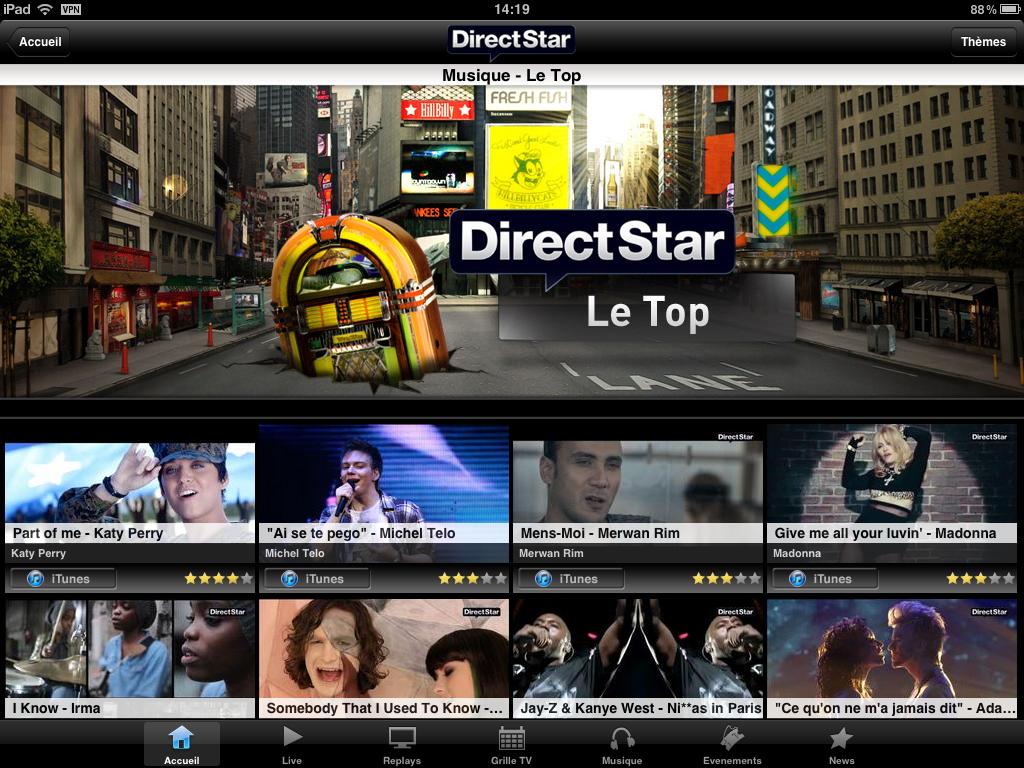 iPad VPN 14:19 88 %
Accueil DirectStar Thèmes
Musique - Le Top
HillBilly
FRESH FISH
OADWAY
HILLBILLYCATS
ANKEES SE
DirectStar
Le Top
LANE
DirectStar DirectStar
Part of me - Katy Perry "Ai se te pego" - Michel Telo Mens-Moi - Merwan Rim Give me all your luvin' - Madonna
Katy Perry Michel Telo Merwan Rim Madonna
iTunes iTunes iTunes iTunes
DirectStar DirectStar DirectStar DirectStar
I Know - Irma Somebody That I Used To Know -... Jay-Z & Kanye West - Ni**as in Paris "Ce qu'on ne m'a jamais dit" - Ada...
Accueil Live Replays Grille TV Musique Evenements News